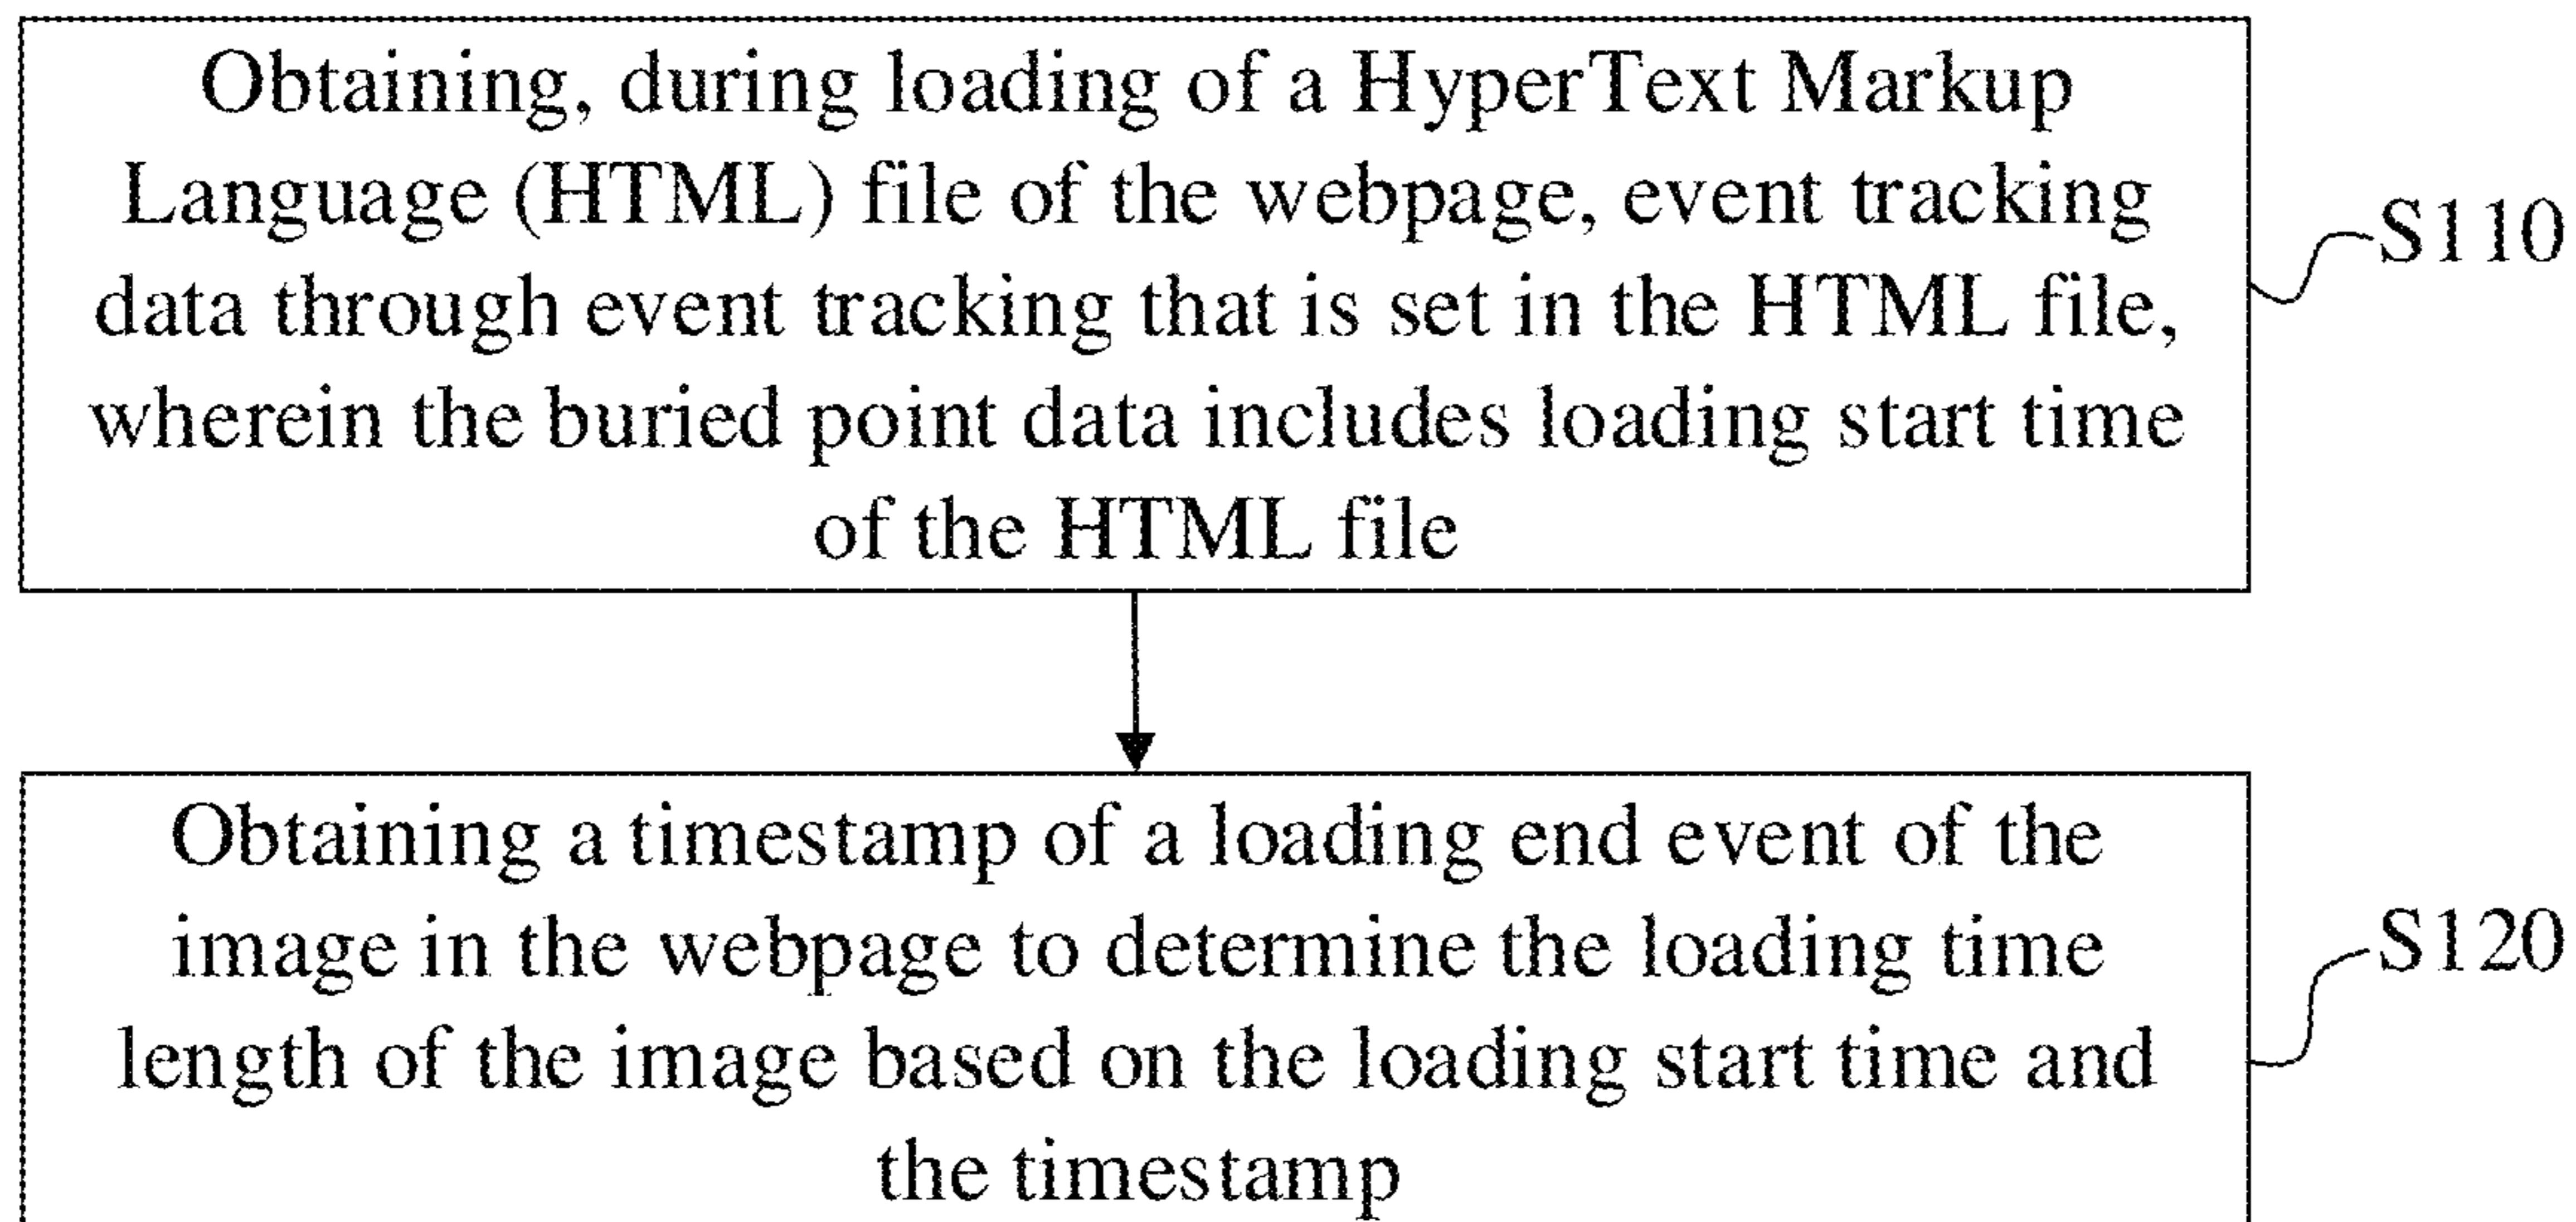 Obtaining, during loading of a HyperText Markup
Language (HTML) file of the webpage, event tracking
data through event tracking that is set in the HTML file,
wherein the buried point data includes loading start time
of the HTML file
S110
Obtaining a timestamp of a loading end event of the
image in the webpage to determine the loading time
length of the image based on the loading start time and
the timestamp
S120